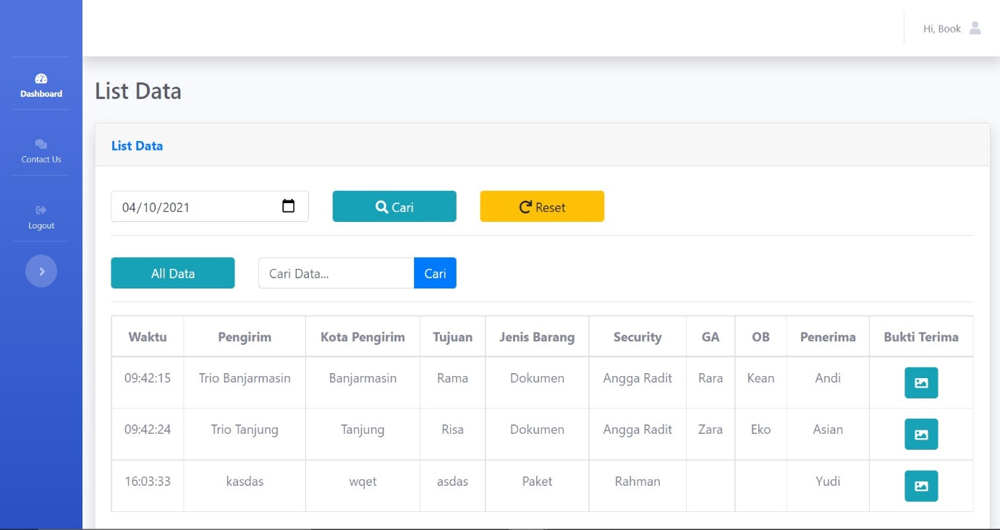 Hi, Book
Dashboard
Contact Us
Logout
List Data
List Data
04/10/2021 Cari Reset
All Data Cari Data... Cari
Waktu Pengirim Kota Pengirim Tujuan Jenis Barang Security GA OB Penerima Bukti Terima
09:42:15 Trio Banjarmasin Banjarmasin Rama Dokumen Angga Radit Rara Kean Andi
09:42:24 Trio Tanjung Tanjung Risa Dokumen Angga Radit Zara Eko Asian
16:03:33 kasdas wqet asdas Paket Rahman Yudi